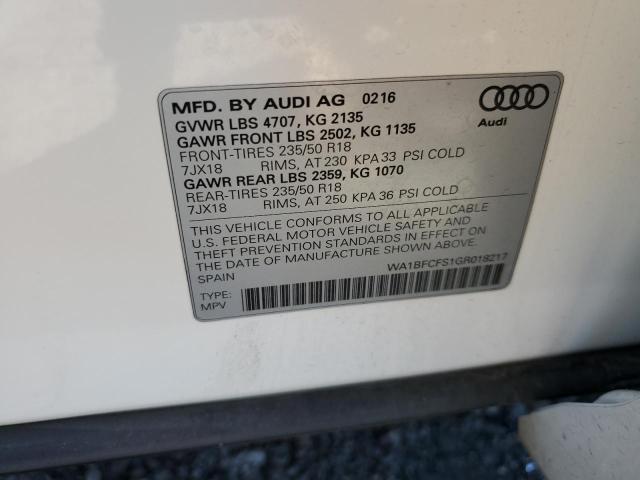 MFD. BY AUDI AG 0216
GVWR LBS 4707, KG 2135
GAWR FRONT LBS 2502, KG 1135
FRONT-TIRES 235/50 R18
7JX18 RIMS, AT 230 KPA 33 PSI COLD
GAWR REAR LBS 2359, KG 1070
REAR-TIRES 235/50 R18
7JX18 RIMS, AT 250 KPA 36 PSI COLD
THIS VEHICLE CONFORMS TO ALL APPLICABLE
U.S. FEDERAL MOTOR VEHICLE SAFETY AND
THEFT PREVENTION STANDARDS IN EFFECT ON
THE DATE OF MANUFACTURE SHOWN ABOVE.
SPAIN
WA1BFCFS1GR018217
TYPE:
MPV
Audi